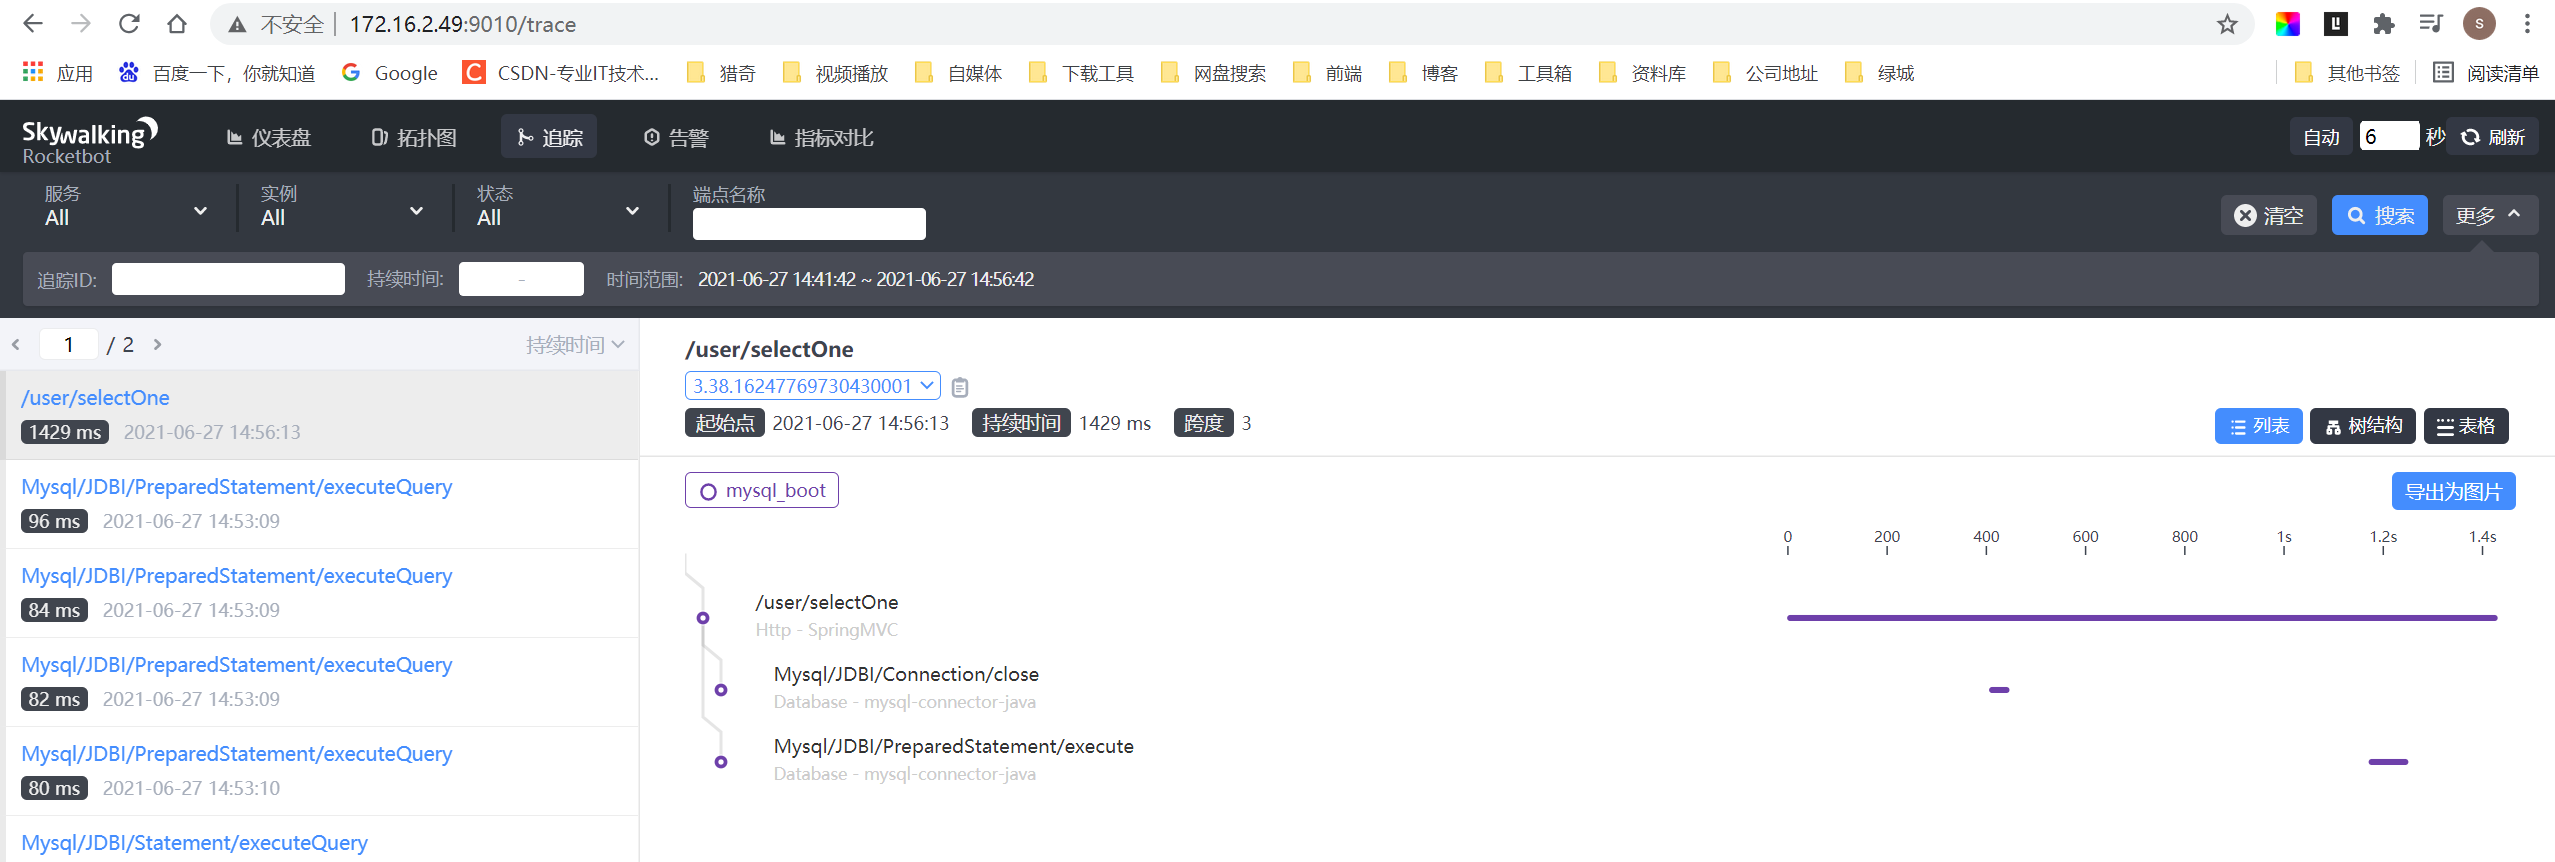 不安全 172.16.2.49:9010/trace S
应用 百度一下，你就知道 Google CSDN-专业IT技术... 猎奇 视频播放 自媒体 下载工具 网盘搜索 前端 博客 工具箱 资料库 公司地址 绿城 其他书签 阅读清单
Skywalking
Rocketbot
仪表盘 拓扑图 追踪 告警 指标对比 自动 6 秒 刷新
服务 实例 状态 端点名称
All All All
清空 搜索 更多
追踪ID: 持续时间: - 时间范围: 2021-06-27 14:41:42 ~ 2021-06-27 14:56:42
1 / 2 持续时间
/user/selectOne
1429 ms 2021-06-27 14:56:13
Mysql/JDBI/PreparedStatement/executeQuery
96 ms 2021-06-27 14:53:09
Mysql/JDBI/PreparedStatement/executeQuery
84 ms 2021-06-27 14:53:09
Mysql/JDBI/PreparedStatement/executeQuery
82 ms 2021-06-27 14:53:09
Mysql/JDBI/PreparedStatement/executeQuery
80 ms 2021-06-27 14:53:10
Mysql/JDBI/Statement/executeQuery
/user/selectOne
3.38.16247769730430001
起始点 2021-06-27 14:56:13 持续时间 1429 ms 跨度 3
列表 树结构 表格
mysql_boot
导出为图片
0 200 400 600 800 1s 1.2s 1.4s
/user/selectOne
Http - SpringMVC
Mysql/JDBI/Connection/close
Database - mysql-connector-java
Mysql/JDBI/PreparedStatement/execute
Database - mysql-connector-java